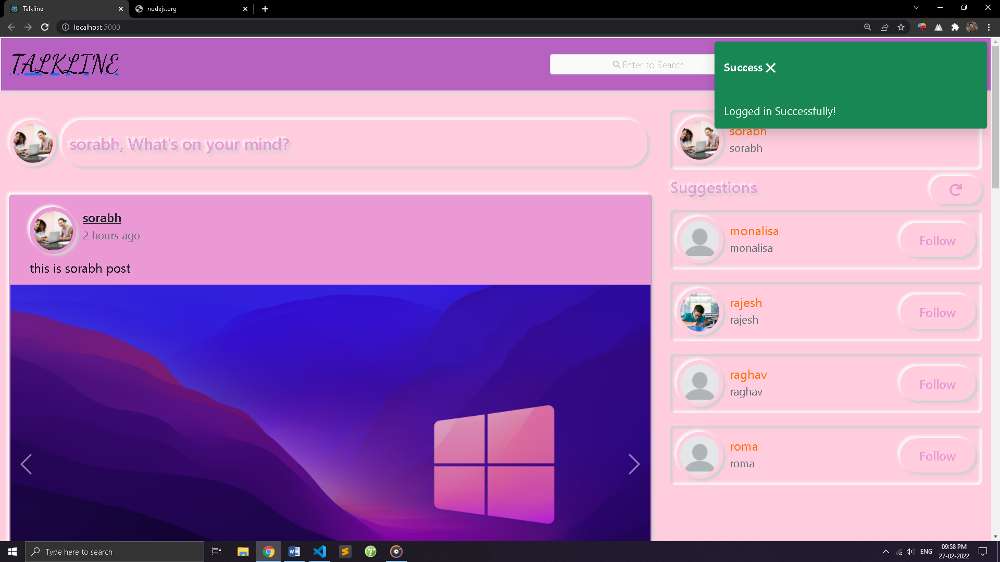 Talkline
nodejs.org
localhost:3000
TALKLINE
Enter to Search
Success
Logged in Successfully!
sorabh, What's on your mind?
sorabh
sorabh
Suggestions
sorabh
2 hours ago
this is sorabh post
monalisa
monalisa
Follow
rajesh
rajesh
Follow
raghav
raghav
Follow
roma
roma
Follow
Type here to search
ENG
09:58 PM
27-02-2022